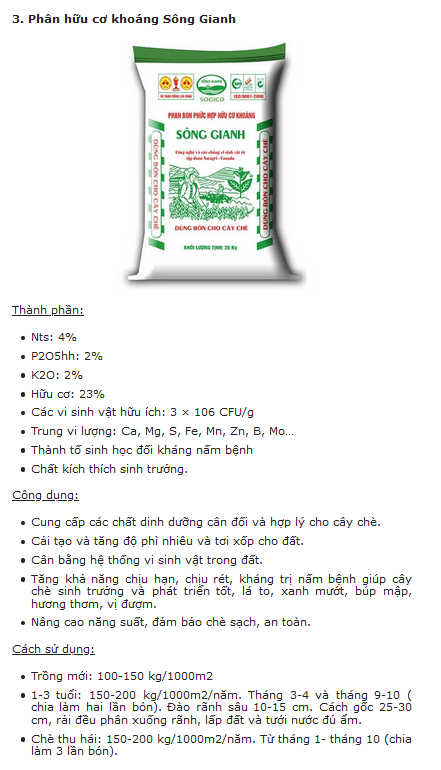 3. Phân hữu cơ khoáng Sông Gianh
SÔNG GIANH
SOGICO
ISO:9001-2000
PHÂN BÓN PHỨC HỢP HỮU CƠ KHOÁNG
SÔNG GIANH
Công nghệ và các chủng vi sinh vật từ
tập đoàn Natagri - Canada
DÙNG BÓN CHO CÂY CHÈ
DÙNG BÓN CHO CÂY CHÈ
DÙNG BÓN CHO CÂY CHÈ
KHỐI LƯỢNG TỊNH: 25 Kg
Thành phần:
Nts: 4%
P2O5hh: 2%
K2O: 2%
Hữu cơ: 23%
Các vi sinh vật hữu ích: 3 × 106 CFU/g
Trung vi lượng: Ca, Mg, S, Fe, Mn, Zn, B, Mo…
Thành tố sinh học đối kháng nấm bệnh
Chất kích thích sinh trưởng.
Công dụng:
Cung cấp các chất dinh dưỡng cân đối và hợp lý cho cây chè.
Cải tạo và tăng độ phì nhiêu và tơi xốp cho đất.
Cân bằng hệ thống vi sinh vật trong đất.
Tăng khả năng chịu hạn, chịu rét, kháng trị nấm bệnh giúp cây
chè sinh trưởng và phát triển tốt, lá to, xanh mướt, búp mập,
hương thơm, vị đượm.
Nâng cao năng suất, đảm bảo chè sạch, an toàn.
Cách sử dụng:
Trồng mới: 100-150 kg/1000m2
1-3 tuổi: 150-200 kg/1000m2/năm. Tháng 3-4 và tháng 9-10 (
chia làm hai lần bón). Đào rãnh sâu 10-15 cm. Cách gốc 25-30
cm, rải đều phân xuống rãnh, lấp đất và tưới nước đủ ẩm.
Chè thu hái: 150-200 kg/1000m2/năm. Từ tháng 1- tháng 10 (chia
làm 3 lần bón).